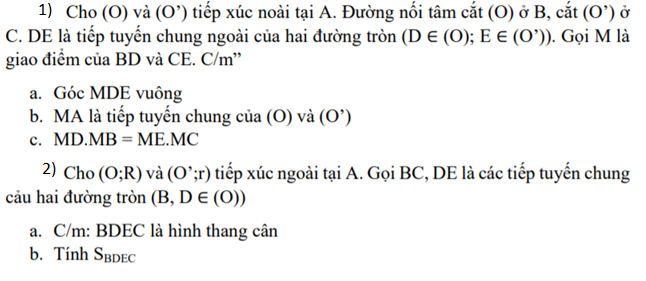 1) Cho (O) và (O’) tiếp xúc noài tại A. Đường nối tâm cắt (O) ở B, cắt (O’) ở
C. DE là tiếp tuyến chung ngoài của hai đường tròn (D ∈ (O); E ∈ (O’)). Gọi M là
giao điểm của BD và CE. C/m”
a. Góc MDE vuông
b. MA là tiếp tuyến chung của (O) và (O’)
c. MD.MB = ME.MC
2) Cho (O;R) và (O’;r) tiếp xúc ngoài tại A. Gọi BC, DE là các tiếp tuyến chung
cảu hai đường tròn (B, D ∈ (O))
a. C/m: BDEC là hình thang cân
b. Tính S_BDEC